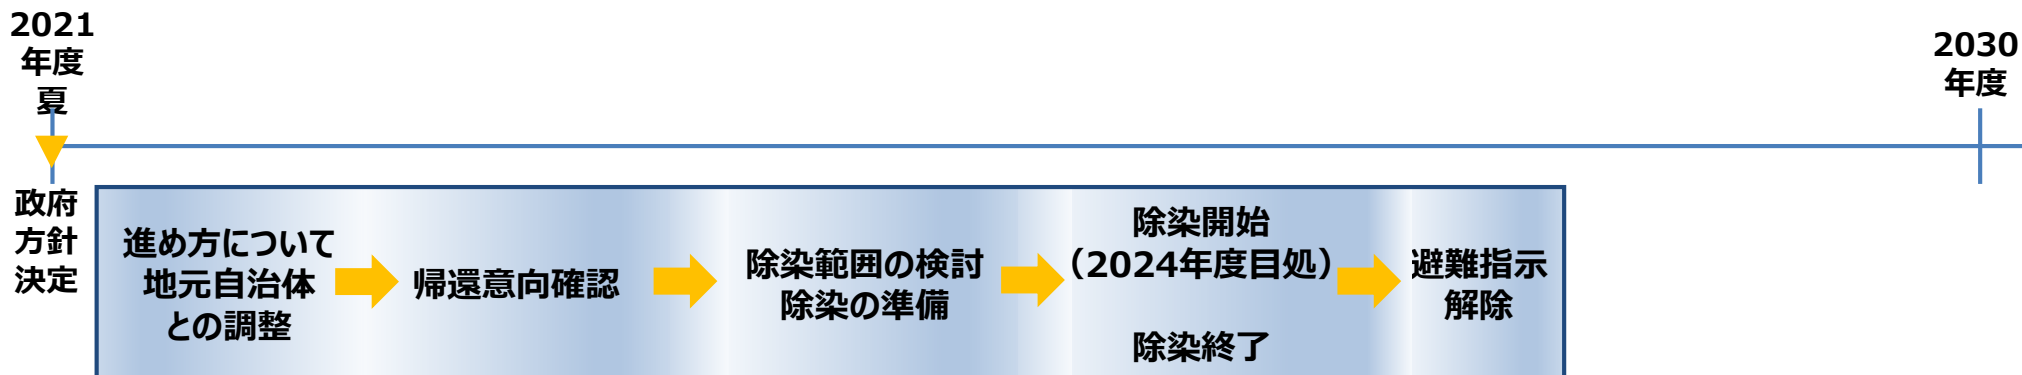 2021
年度
夏
2030
年度
政府
方針
決定
進め方について
地元自治体
との調整
帰還意向確認
除染範囲の検討
除染の準備
除染開始
（2024年度目処）
除染終了
避難指示
解除